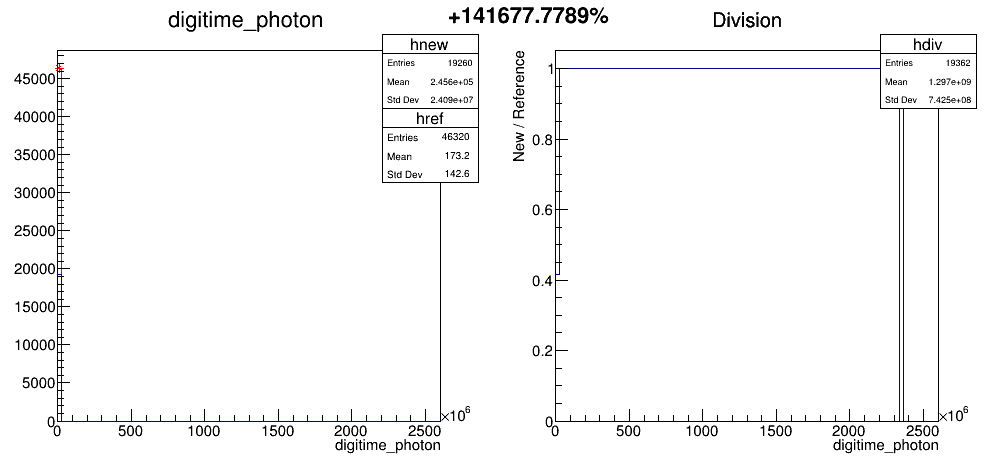 digitime_photon
+141677.7789%
Division
hnew
Entries 19260
Mean 2.456e+05
Std Dev 2.409e+07
href
Entries 46320
Mean 173.2
Std Dev 142.6
45000
40000
35000
30000
25000
20000
15000
10000
5000
0
0 500 1000 1500 2000 2500
×10⁶
digitime_photon
hdiv
Entries 19362
Mean 1.297e+09
Std Dev 7.425e+08
New / Reference
1
0.8
0.6
0.4
0.2
0
0 500 1000 1500 2000 2500
×10⁶
digitime_photon